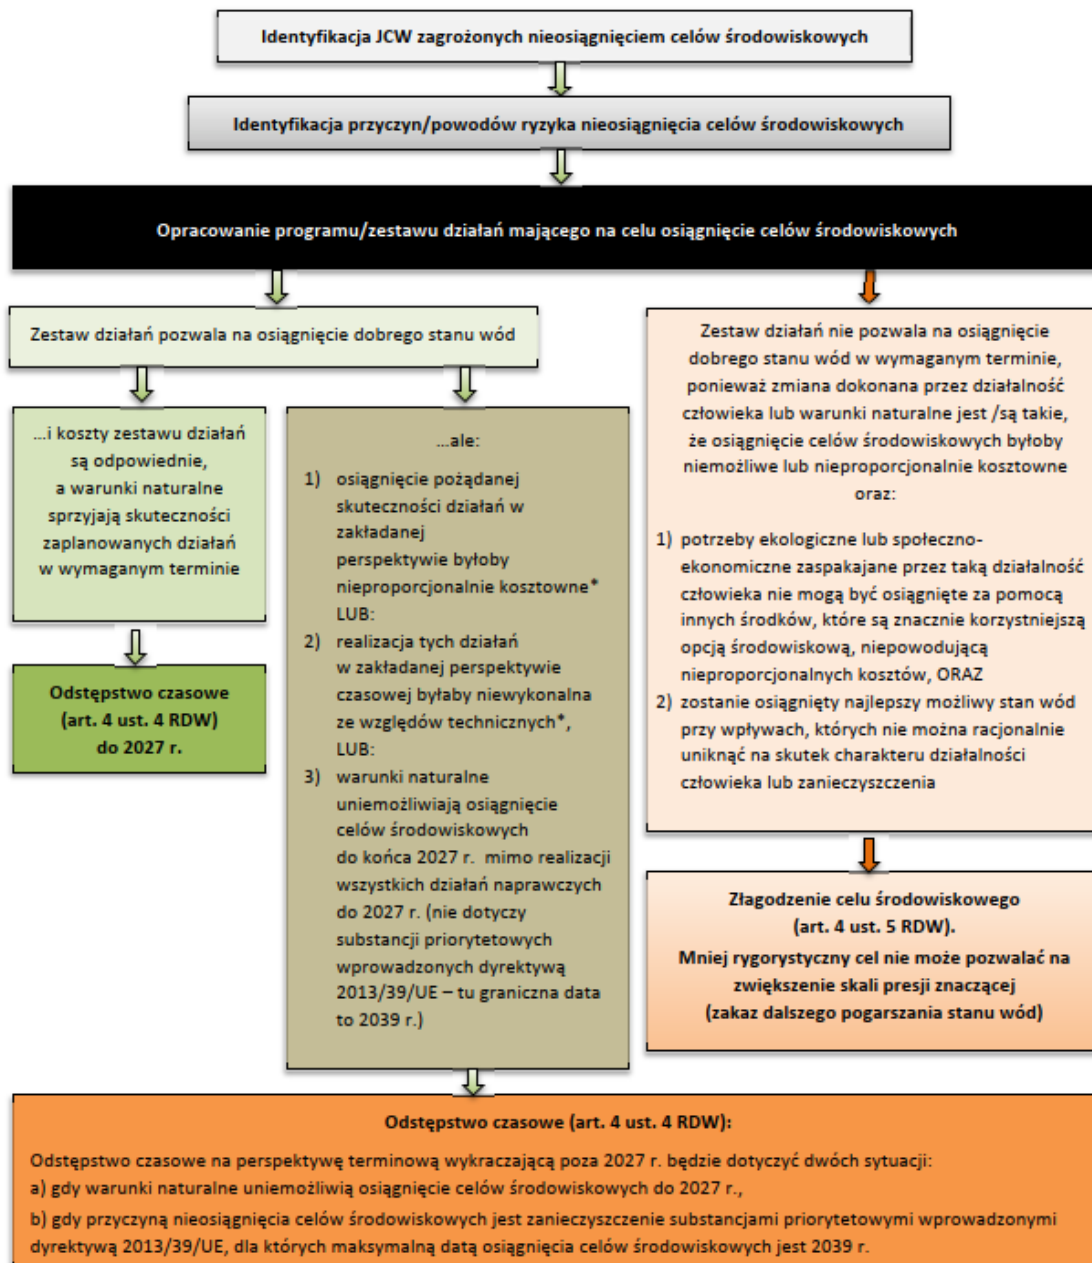 Identyfikacja JCW zagrożonych nieosiągnięciem celów środowiskowych
Identyfikacja przyczyn/powodów ryzyka nieosiągnięcia celów środowiskowych
Opracowanie programu/zestawu działań mającego na celu osiągnięcie celów środowiskowych
Zestaw działań pozwala na osiągnięcie dobrego stanu wód
...i koszty zestawu działań
są odpowiednie,
a warunki naturalne
sprzyjają skuteczności
zaplanowanych działań
w wymaganym terminie
Odstępstwo czasowe
(art. 4 ust. 4 RDW)
do 2027 r.
...ale:
1) osiągnięcie pożądanej
skuteczności działań w
zakładanej
perspektywie byłoby
nieproporcjonalnie kosztowne*
LUB:
2) realizacja tych działań
w zakładanej perspektywie
czasowej byłaby niewykonalna
ze względów technicznych*,
LUB:
3) warunki naturalne
uniemożliwiają osiągnięcie
celów środowiskowych
do końca 2027 r. mimo realizacji
wszystkich działań naprawczych
do 2027 r. (nie dotyczy
substancji priorytetowych
wprowadzonych dyrektywą
2013/39/UE – tu graniczna data
to 2039 r.)
Zestaw działań nie pozwala na osiągnięcie
dobrego stanu wód w wymaganym terminie,
ponieważ zmiana dokonana przez działalność
człowieka lub warunki naturalne jest /są takie,
że osiągnięcie celów środowiskowych byłoby
niemożliwe lub nieproporcjonalnie kosztowne
oraz:
1) potrzeby ekologiczne lub społeczno-
ekonomiczne zaspakajane przez taką działalność
człowieka nie mogą być osiągnięte za pomocą
innych środków, które są znacznie korzystniejszą
opcją środowiskową, niepowodującą
nieproporcjonalnych kosztów, ORAZ
2) zostanie osiągnięty najlepszy możliwy stan wód
przy wpływach, których nie można racjonalnie
uniknąć na skutek charakteru działalności
człowieka lub zanieczyszczenia
Złagodzenie celu środowiskowego
(art. 4 ust. 5 RDW).
Mniej rygorystyczny cel nie może pozwalać na
zwiększenie skali presji znaczącej
(zakaz dalszego pogarszania stanu wód)
Odstępstwo czasowe (art. 4 ust. 4 RDW):
Odstępstwo czasowe na perspektywę terminową wykraczającą poza 2027 r. będzie dotyczyć dwóch sytuacji:
a) gdy warunki naturalne uniemożliwią osiągnięcie celów środowiskowych do 2027 r.,
b) gdy przyczyną nieosiągnięcia celów środowiskowych jest zanieczyszczenie substancjami priorytetowymi wprowadzonymi
dyrektywą 2013/39/UE, dla których maksymalną datą osiągnięcia celów środowiskowych jest 2039 r.